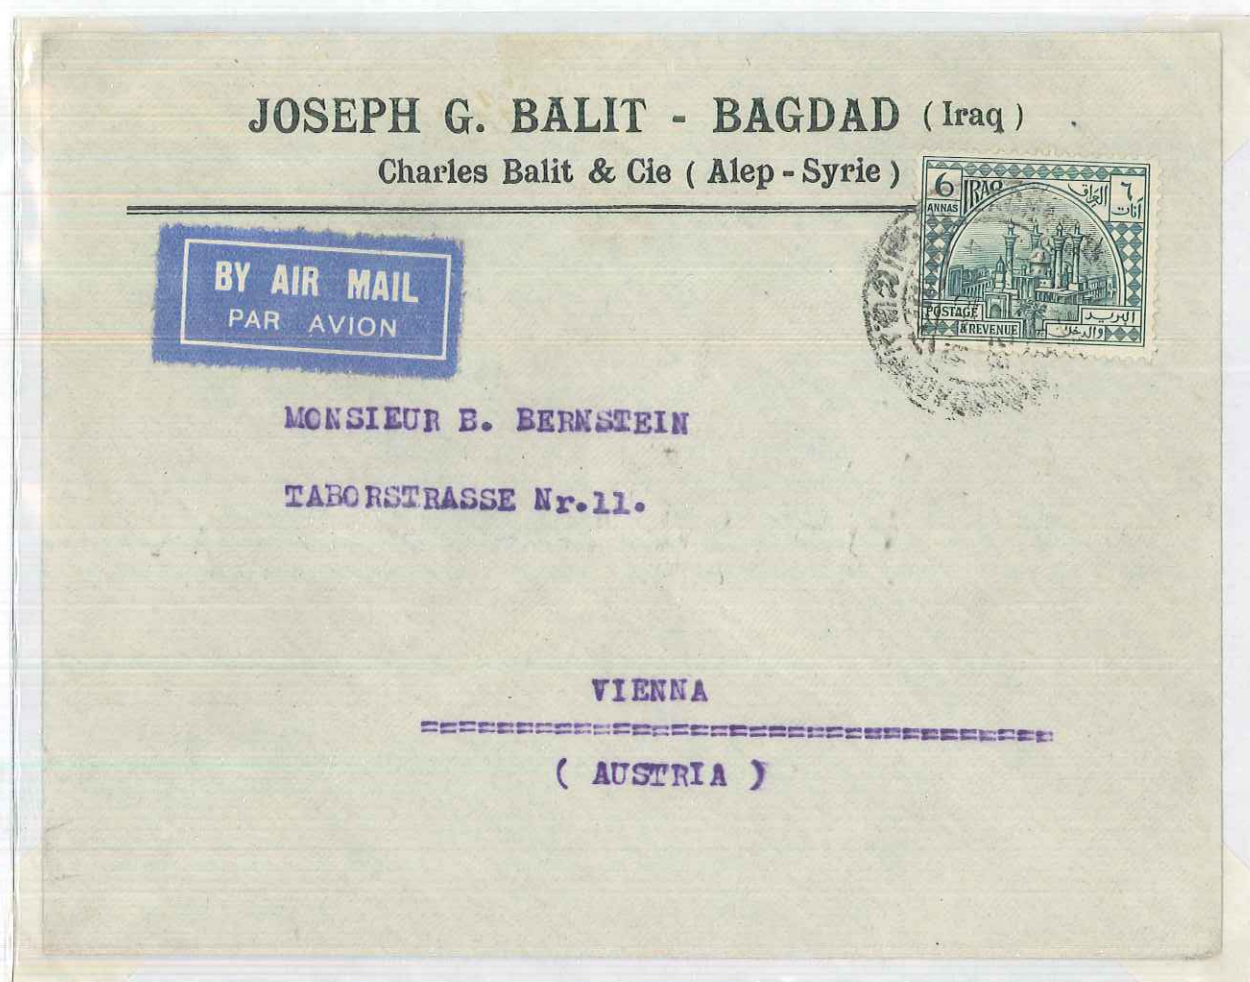 JOSEPH G. BALIT - BAGDAD ( Iraq )
Charles Balit & Cie ( Alep - Syrie )
6 IRAQ العراق ٦
ANNAS آنات
POSTAGE البريد
& REVENUE والدخل
BY AIR MAIL
PAR AVION
MONSIEUR B. BERNSTEIN
TABORSTRASSE Nr.11.
VIENNA
( AUSTRIA )